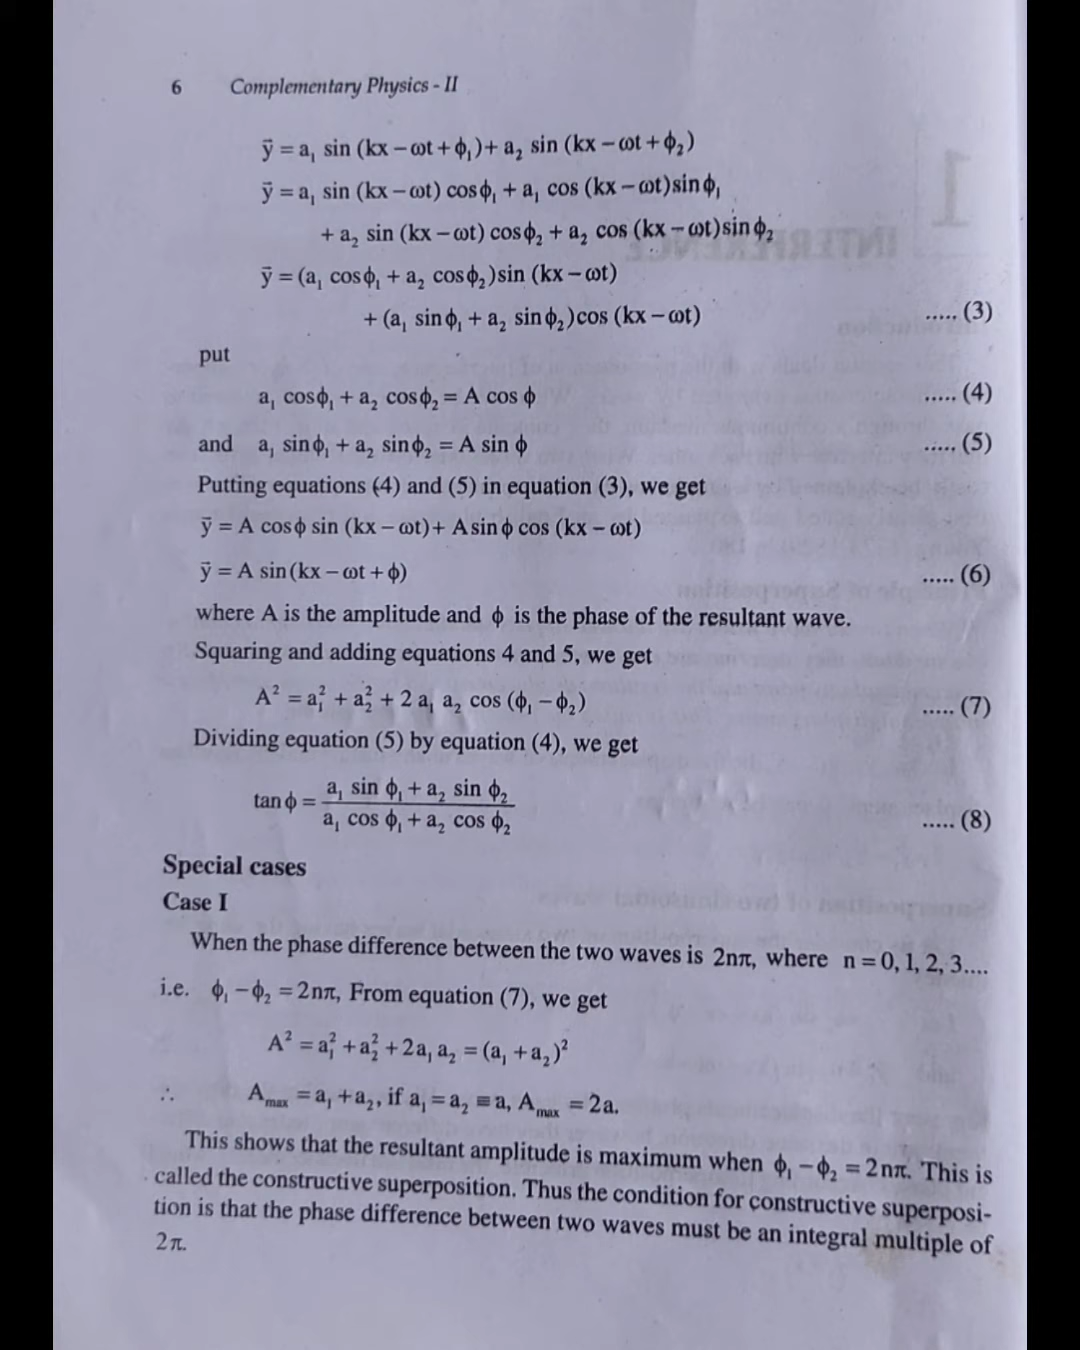 6 Complementary Physics - II
ȳ = a₁ sin (kx – ωt + ϕ₁) + a₂ sin (kx – ωt + ϕ₂)
ȳ = a₁ sin (kx – ωt) cosϕ₁ + a₁ cos (kx – ωt) sinϕ₁
+ a₂ sin (kx – ωt) cosϕ₂ + a₂ cos (kx – ωt) sinϕ₂
ȳ = (a₁ cosϕ₁ + a₂ cosϕ₂) sin (kx – ωt)
+ (a₁ sinϕ₁ + a₂ sinϕ₂) cos (kx – ωt) ..... (3)
put
a₁ cosϕ₁ + a₂ cosϕ₂ = A cos ϕ ..... (4)
and a₁ sinϕ₁ + a₂ sinϕ₂ = A sin ϕ ..... (5)
Putting equations (4) and (5) in equation (3), we get
ȳ = A cosϕ sin (kx – ωt) + A sin ϕ cos (kx – ωt)
ȳ = A sin (kx – ωt + ϕ) ..... (6)
where A is the amplitude and ϕ is the phase of the resultant wave.
Squaring and adding equations 4 and 5, we get
A² = a₁² + a₂² + 2 a₁ a₂ cos (ϕ₁ – ϕ₂) ..... (7)
Dividing equation (5) by equation (4), we get
tan ϕ = (a₁ sin ϕ₁ + a₂ sin ϕ₂) / (a₁ cos ϕ₁ + a₂ cos ϕ₂) ..... (8)
Special cases
Case I
When the phase difference between the two waves is 2nπ, where n = 0, 1, 2, 3....
i.e. ϕ₁ – ϕ₂ = 2nπ, From equation (7), we get
A² = a₁² + a₂² + 2a₁ a₂ = (a₁ + a₂)²
∴ Aₘₐₓ = a₁ + a₂, if a₁ = a₂ ≡ a, Aₘₐₓ = 2a.
This shows that the resultant amplitude is maximum when ϕ₁ – ϕ₂ = 2nπ. This is
called the constructive superposition. Thus the condition for constructive superposi-
tion is that the phase difference between two waves must be an integral multiple of
2π.
1
INTERFERENCE